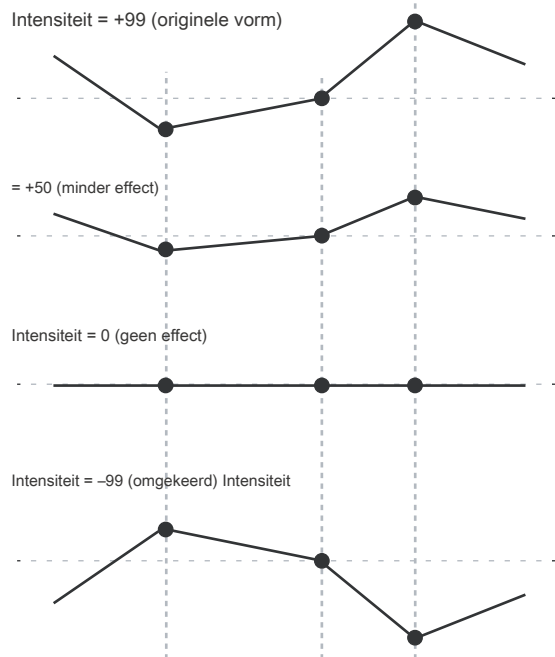 Intensiteit = +99 (originele vorm)
= +50 (minder effect)
Intensiteit = 0 (geen effect)
Intensiteit = –99 (omgekeerd) Intensiteit